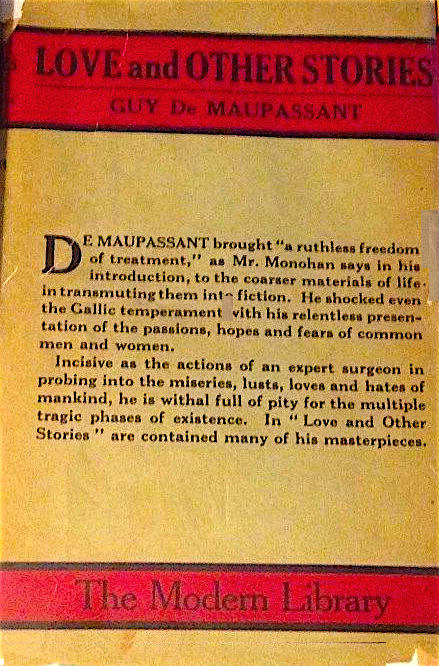 LOVE and OTHER STORIES
GUY De MAUPASSANT
DE MAUPASSANT brought "a ruthless freedom
of treatment," as Mr. Monohan says in his
introduction, to the coarser materials of life
in transmuting them into fiction. He shocked even
the Gallic temperament with his relentless presen-
tation of the passions, hopes and fears of common
men and women.
Incisive as the actions of an expert surgeon in
probing into the miseries, lusts, loves and hates of
mankind, he is withal full of pity for the multiple
tragic phases of existence. In "Love and Other
Stories" are contained many of his masterpieces.
The Modern Library